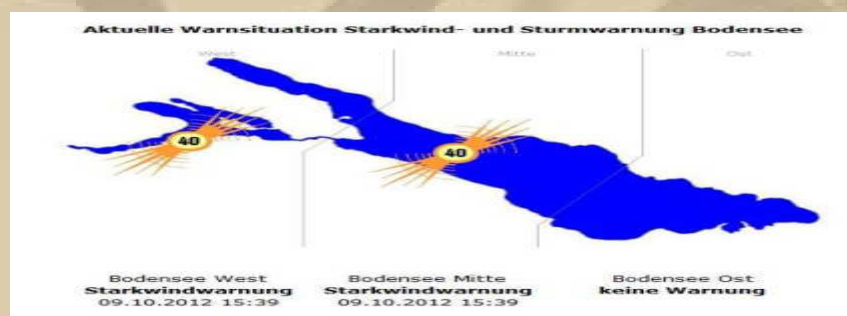 Aktuelle Warnsituation Starkwind- und Sturmwarnung Bodensee
West Mitte Ost
40 40
Bodensee West Bodensee Mitte Bodensee Ost
Starkwindwarnung Starkwindwarnung keine Warnung
09.10.2012 15:39 09.10.2012 15:39